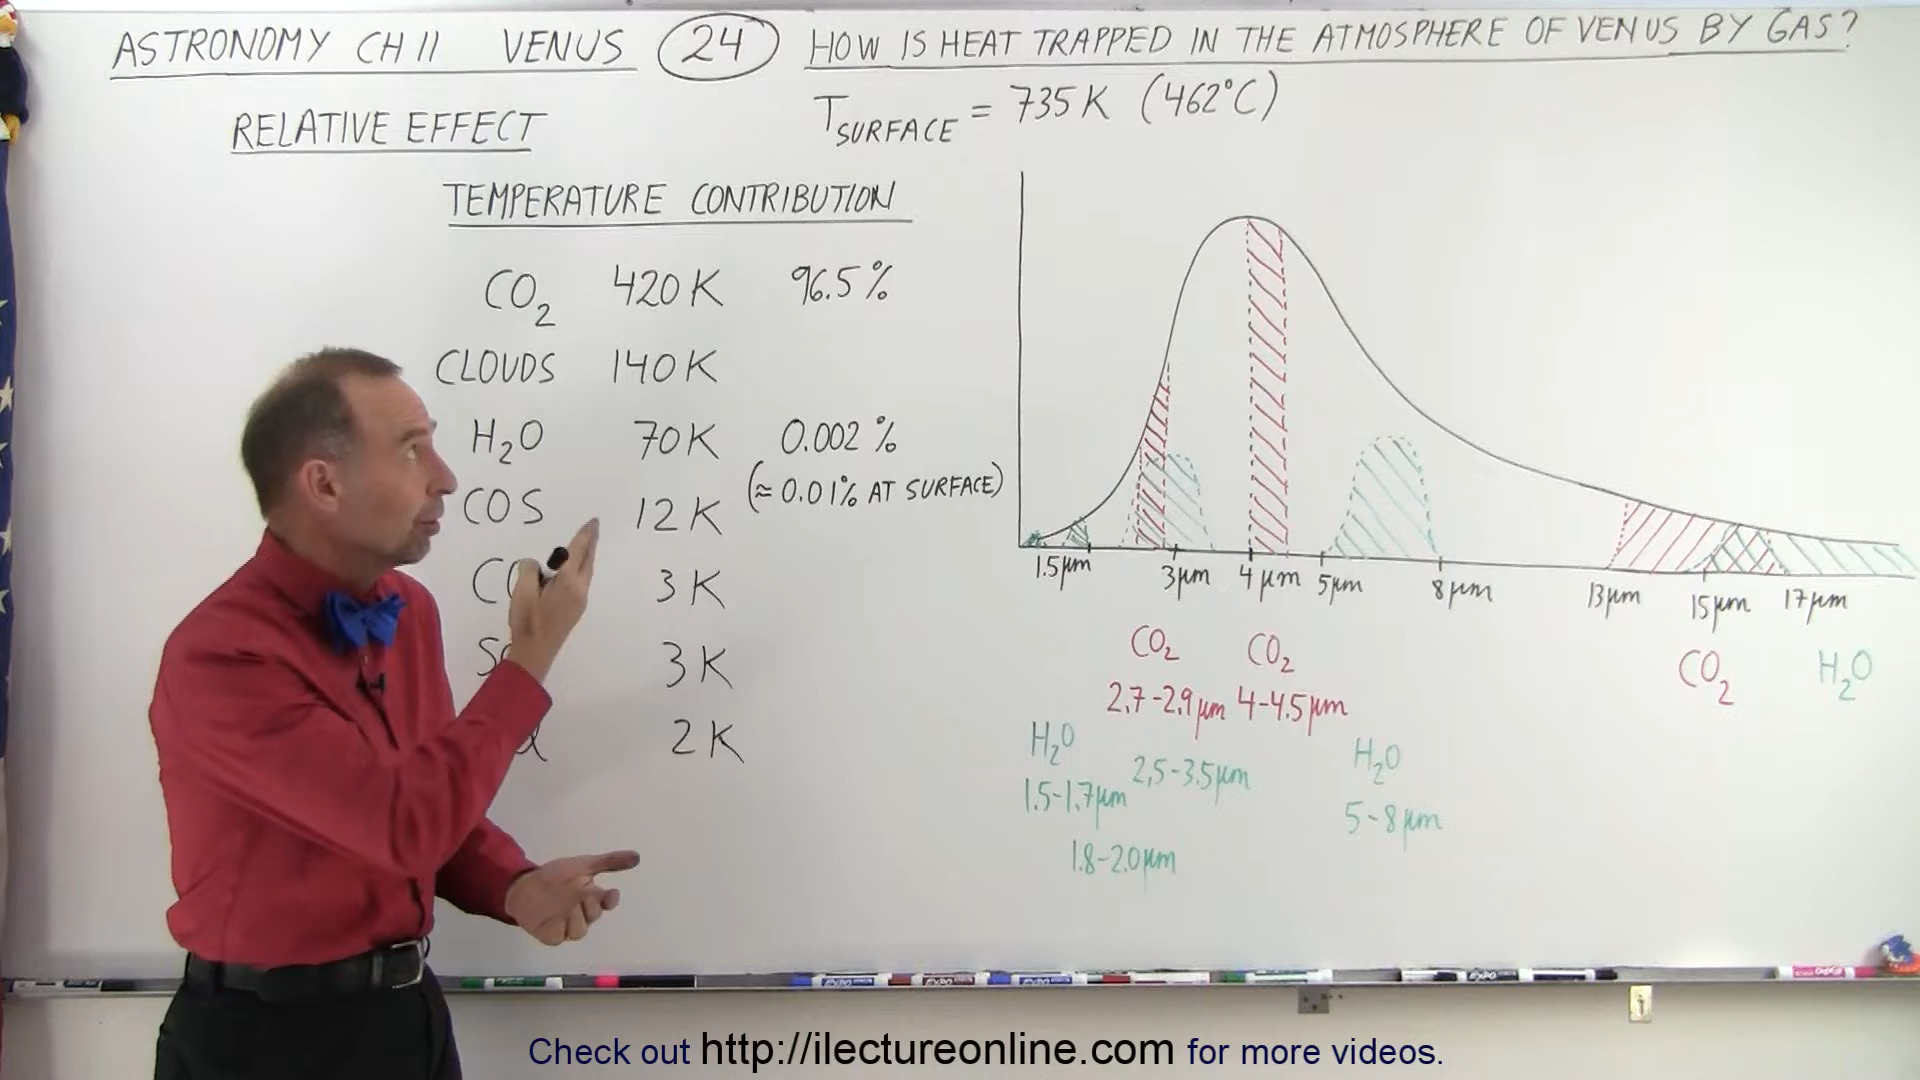 ASTRONOMY CH 11 VENUS 24 HOW IS HEAT TRAPPED IN THE ATMOSPHERE OF VENUS BY GAS?
T SURFACE = 735 K (462°C)
RELATIVE EFFECT
TEMPERATURE CONTRIBUTION
CO₂ 420 K 96.5%
CLOUDS 140 K
H₂O 70 K 0.002%
(≈ 0.01% AT SURFACE)
COS 12 K
3 K
3 K
2 K
1.5μm 3μm 4μm 5μm 8μm 13μm 15μm 17μm
CO₂ CO₂ CO₂ H₂O
2.7-2.9μm 4-4.5μm
H₂O 2.5-3.5μm H₂O
1.5-1.7μm 5-8μm
1.8-2.0μm
Check out http://ilectureonline.com for more videos.